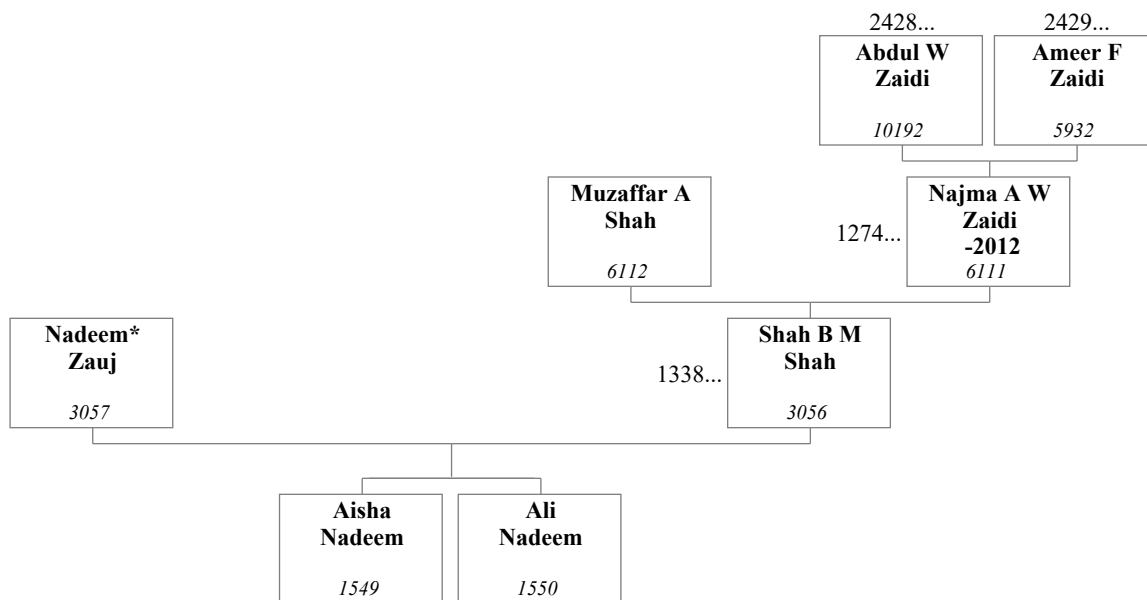 2428...
2429...
Abdul W
Zaidi
10192
Ameer F
Zaidi
5932
Muzaffar A
Shah
6112
1274...
Najma A W
Zaidi
-2012
6111
Nadeem*
Zauj
3057
1338...
Shah B M
Shah
3056
Aisha
Nadeem
1549
Ali
Nadeem
1550